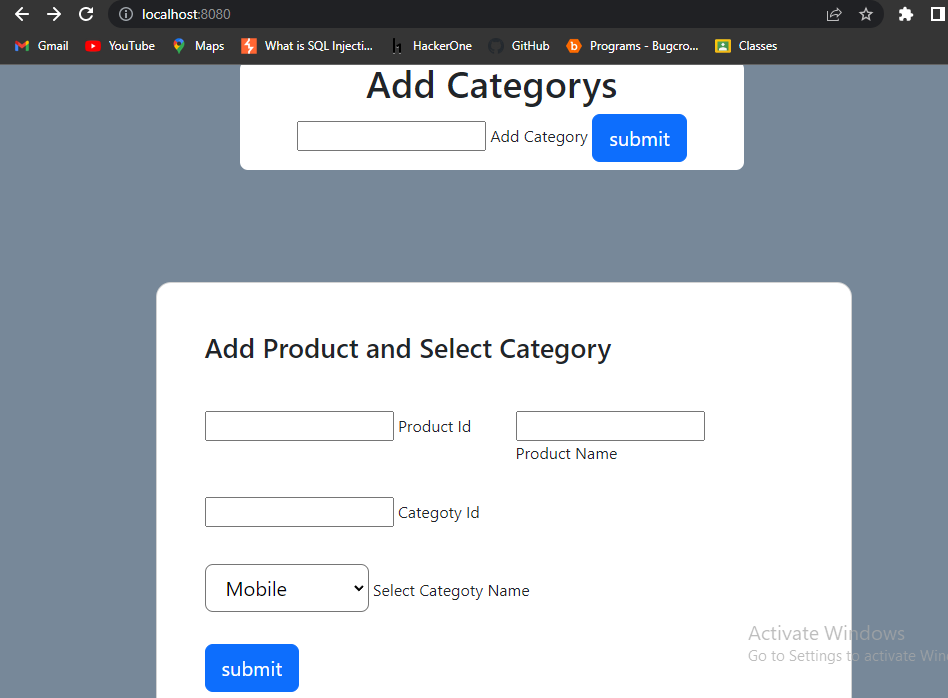 localhost:8080
Gmail YouTube Maps What is SQL Injecti... HackerOne GitHub Programs - Bugcro... Classes
Add Categorys
Add Category submit
Add Product and Select Category
Product Id
Product Name
Categoty Id
Mobile Select Categoty Name
submit
Activate Windows
Go to Settings to activate Win